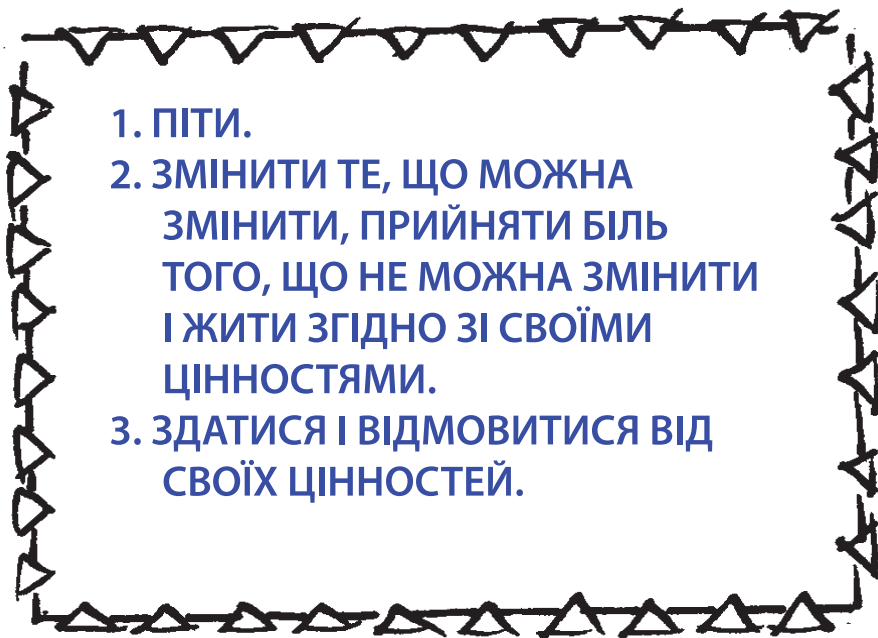 1. ПІТИ.
2. ЗМІНИТИ ТЕ, ЩО МОЖНА
ЗМІНИТИ, ПРИЙНЯТИ БІЛЬ
ТОГО, ЩО НЕ МОЖНА ЗМІНИТИ
І ЖИТИ ЗГІДНО ЗІ СВОЇМИ
ЦІННОСТЯМИ.
3. ЗДАТИСЯ І ВІДМОВИТИСЯ ВІД
СВОЇХ ЦІННОСТЕЙ.